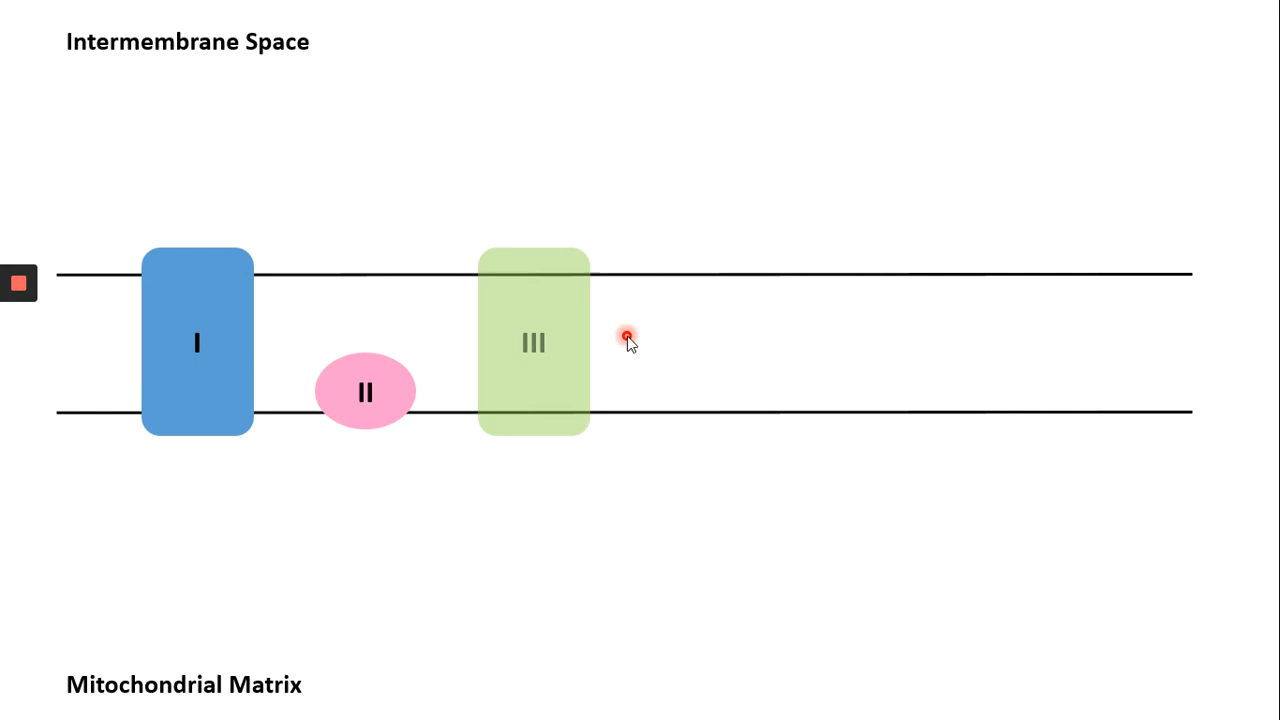 Intermembrane Space
I
II
III
Mitochondrial Matrix